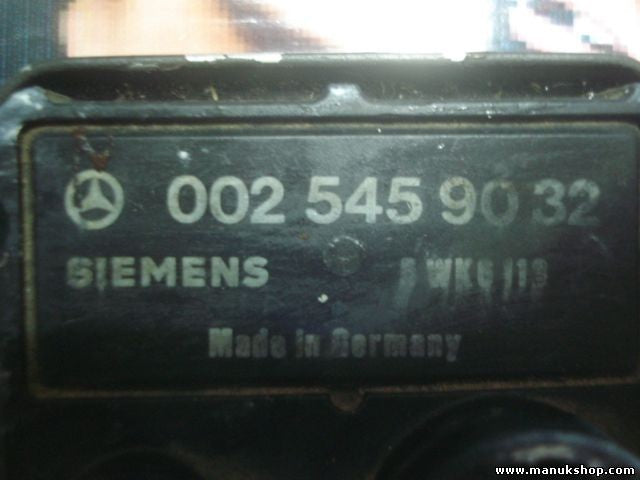 002 545 90 32
SIEMENS
Made in Germany
www.manukshop.com